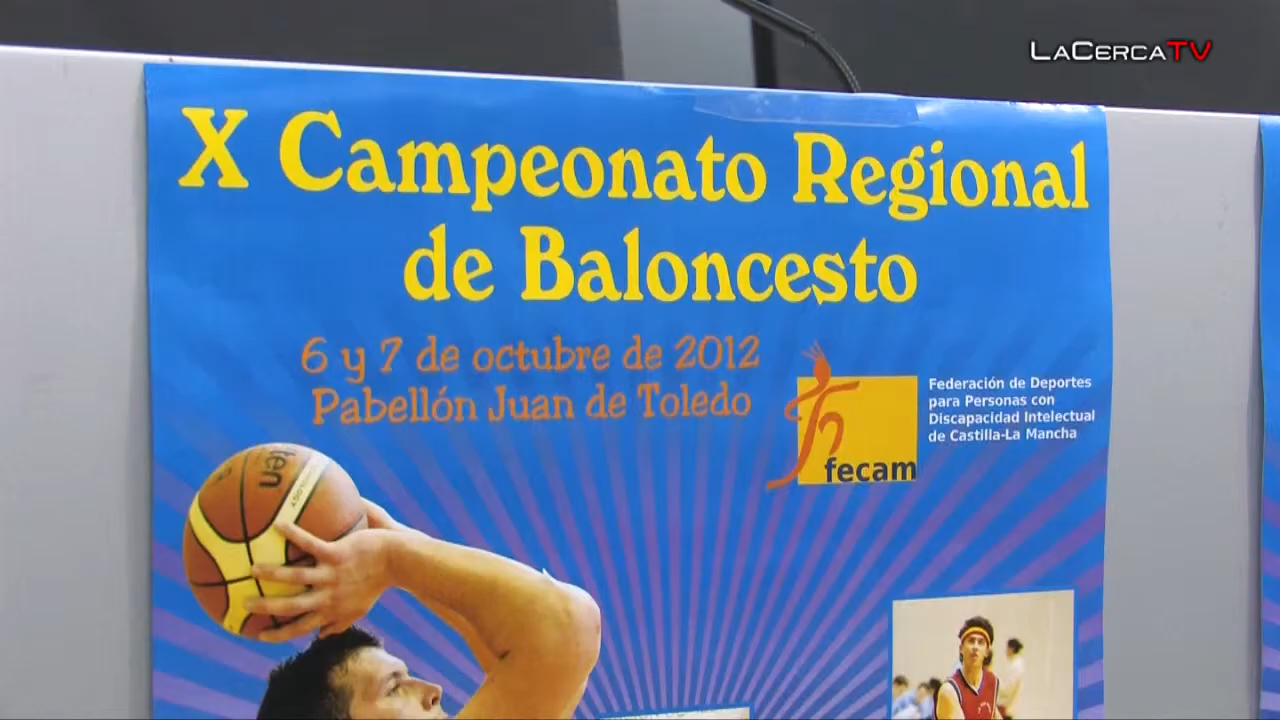 LaCercaTV
X Campeonato Regional
de Baloncesto
6 y 7 de octubre de 2012
Pabellón Juan de Toledo
Federación de Deportes
para Personas con
Discapacidad Intelectual
de Castilla-La Mancha
fecam